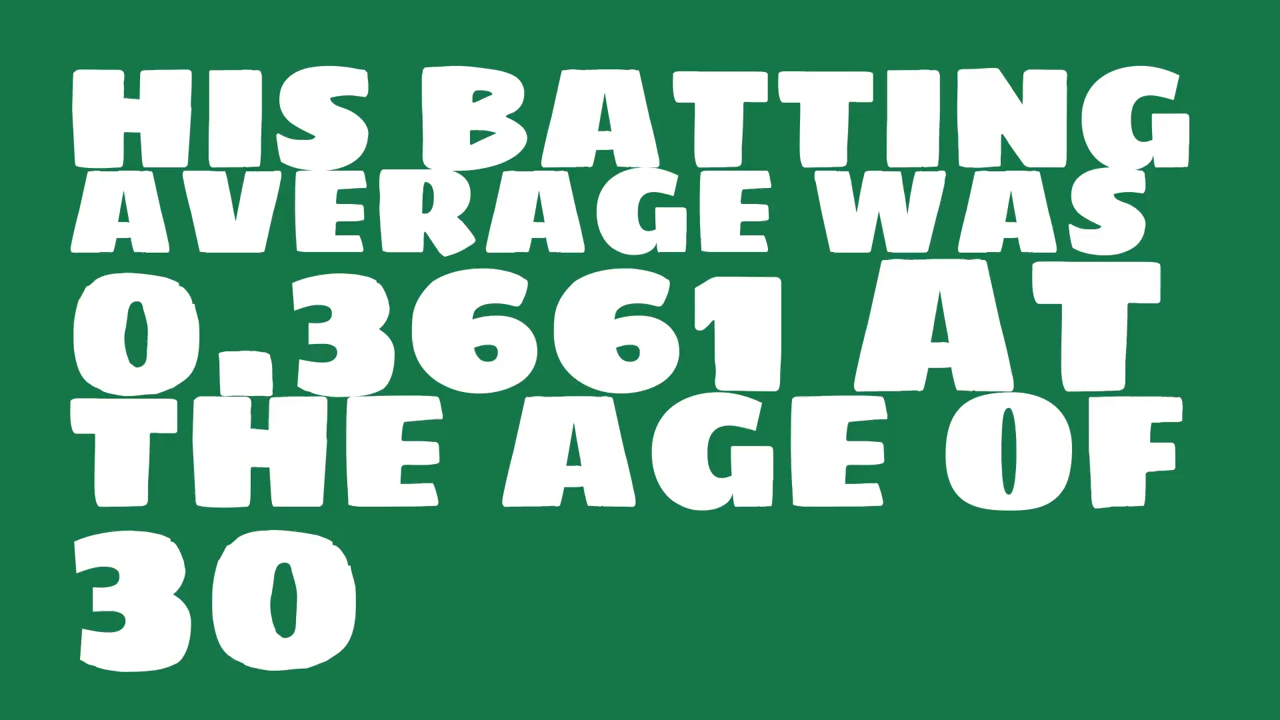 HIS BATTING
AVERAGE WAS
0.3661 AT
THE AGE OF
30